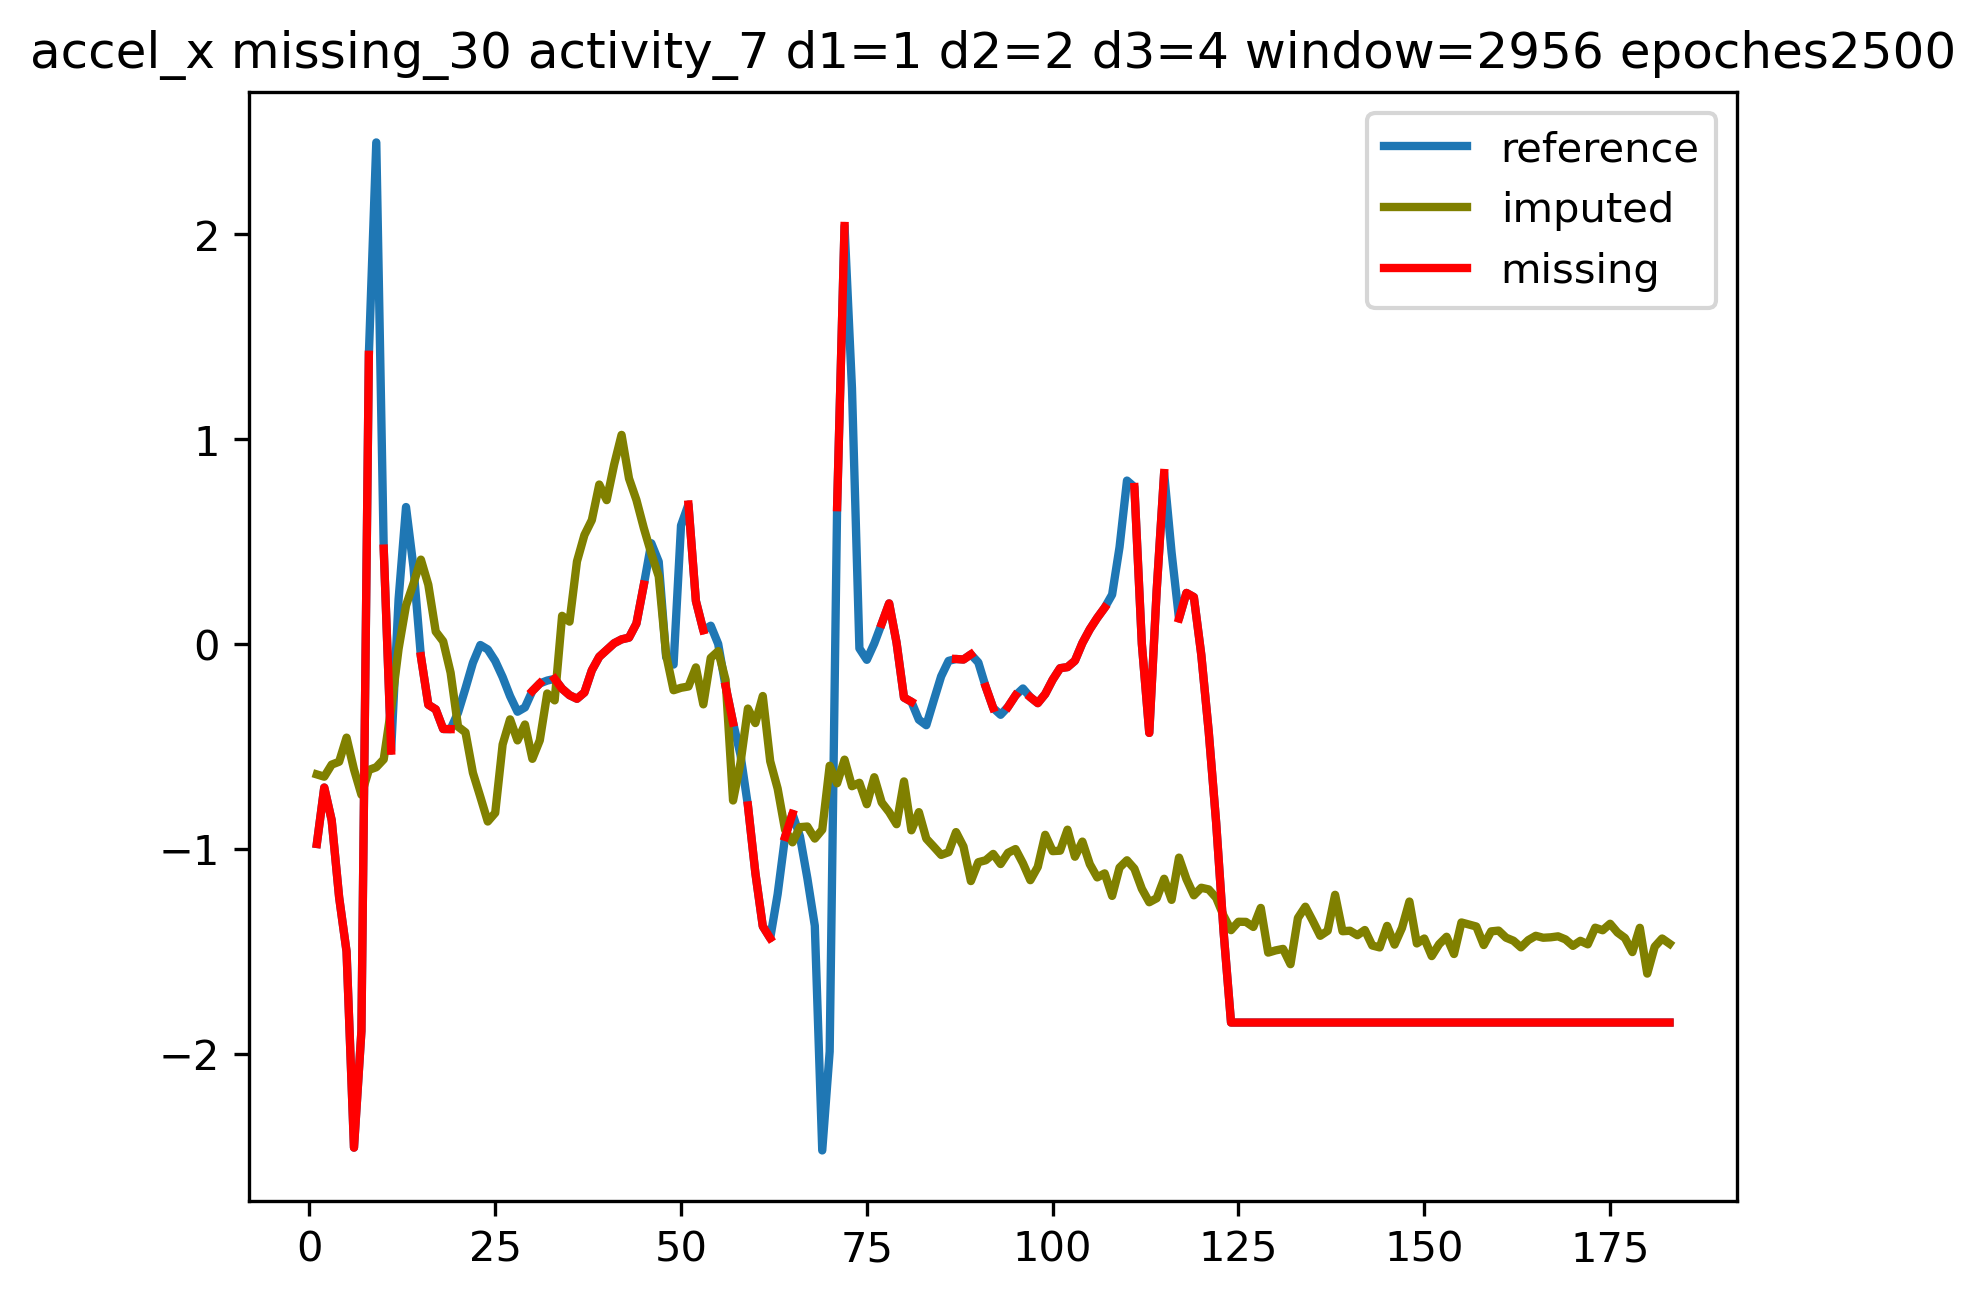 accel_x missing_30 activity_7 d1=1 d2=2 d3=4 window=2956 epoches2500
reference
imputed
missing
2
1
0
−1
−2
0 25 50 75 100 125 150 175